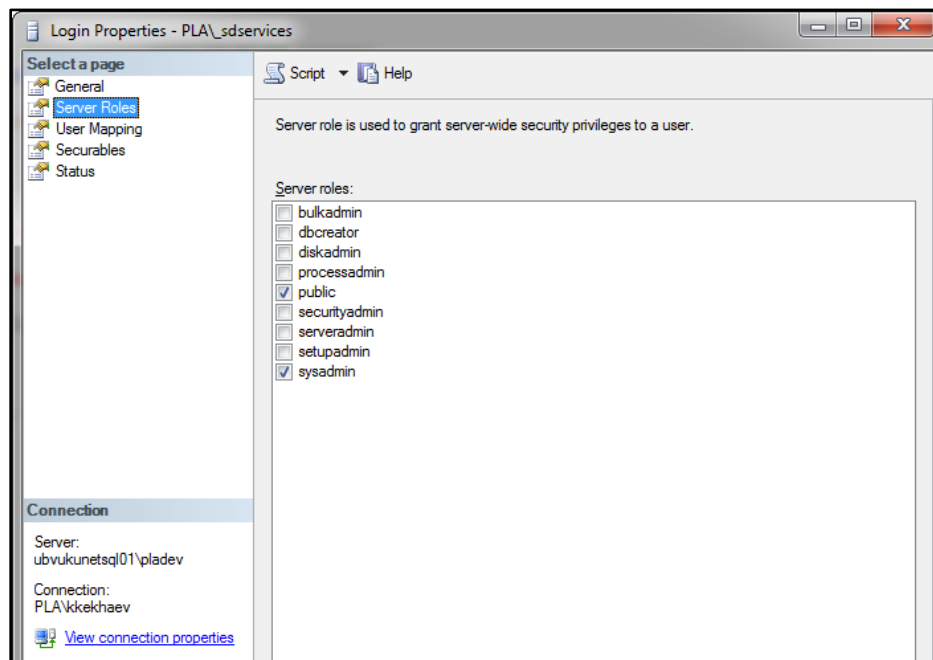 Login Properties - PLA\_sdservices
Select a page
General
Server Roles
User Mapping
Securables
Status
Script Help
Server role is used to grant server-wide security privileges to a user.
Server roles:
bulkadmin
dbcreator
diskadmin
processadmin
public
securityadmin
serveradmin
setupadmin
sysadmin
Connection
Server:
ubvukunetsql01\pladev
Connection:
PLA\kkekhaev
View connection properties